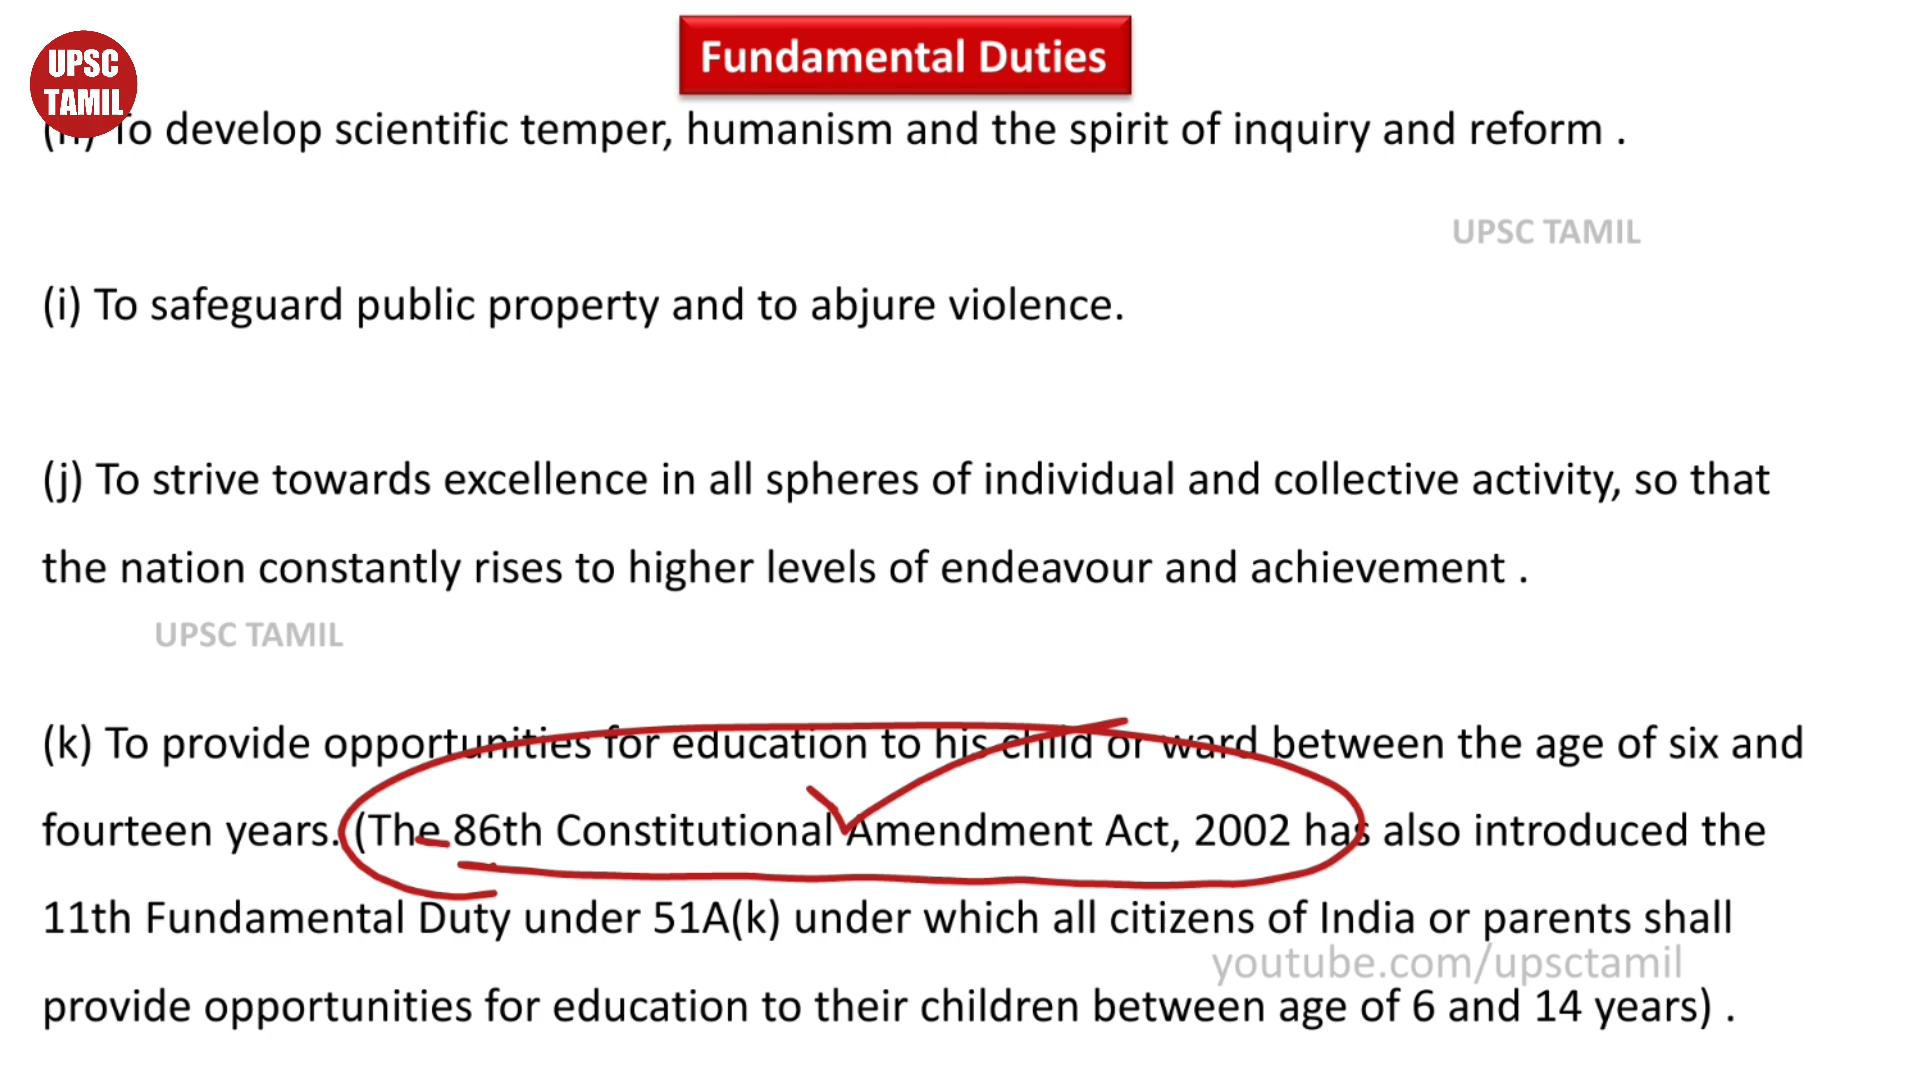 Fundamental Duties
UPSC
TAMIL
To develop scientific temper, humanism and the spirit of inquiry and reform .
UPSC TAMIL
(i) To safeguard public property and to abjure violence.
(j) To strive towards excellence in all spheres of individual and collective activity, so that
the nation constantly rises to higher levels of endeavour and achievement .
UPSC TAMIL
(k) To provide opportunities for education to his child or ward between the age of six and
fourteen years. (The 86th Constitutional Amendment Act, 2002 has also introduced the
11th Fundamental Duty under 51A(k) under which all citizens of India or parents shall
youtube.com/upsctamil
provide opportunities for education to their children between age of 6 and 14 years) .